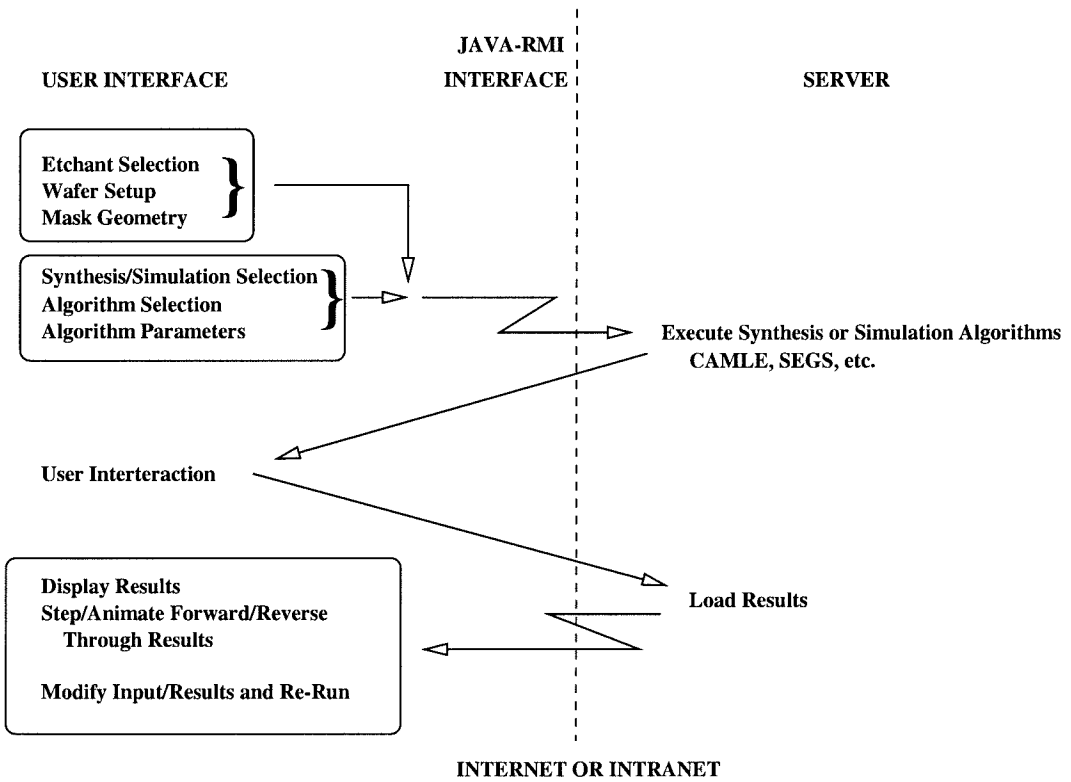 JAVA-RMI
USER INTERFACE
INTERFACE
SERVER
Etchant Selection
Wafer Setup
Mask Geometry
Synthesis/Simulation Selection
Algorithm Selection
Algorithm Parameters
Execute Synthesis or Simulation Algorithms
CAMLE, SEGS, etc.
User Interteraction
Display Results
Step/Animate Forward/Reverse
Through Results
Modify Input/Results and Re-Run
Load Results
INTERNET OR INTRANET